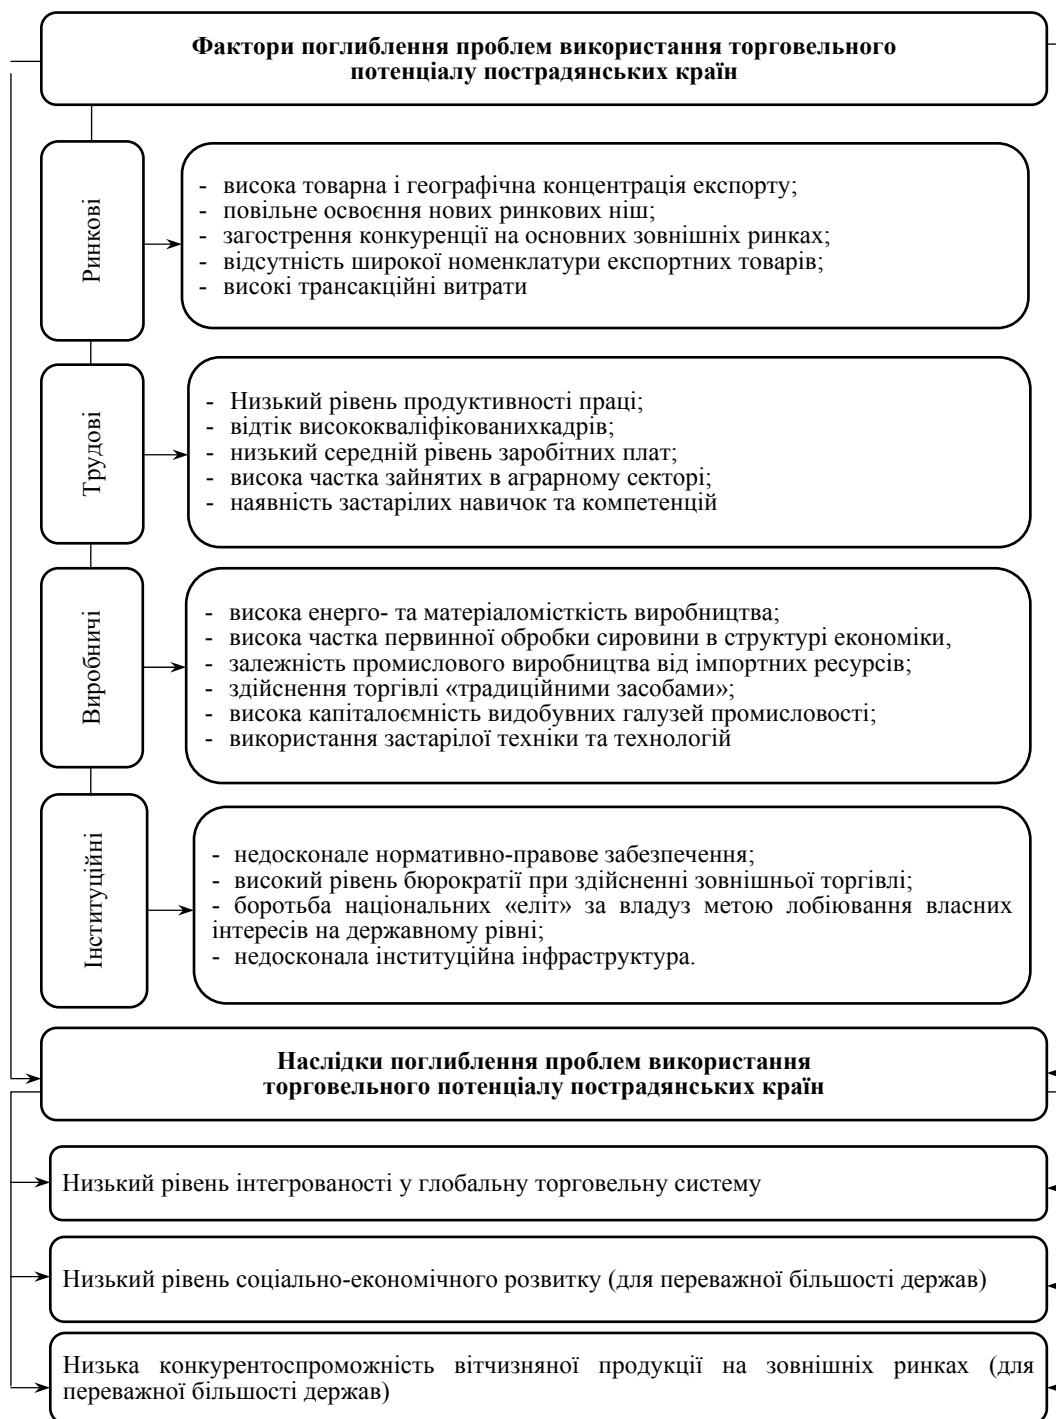 Фактори поглиблення проблем використання торговельного
потенціалу пострадянських країн
Ринкові
- висока товарна і географічна концентрація експорту;
- повільне освоєння нових ринкових ніш;
- загострення конкуренції на основних зовнішніх ринках;
- відсутність широкої номенклатури експортних товарів;
- високі трансакційні витрати
Трудові
- Низький рівень продуктивності праці;
- відтік висококваліфікованихкадрів;
- низький середній рівень заробітних плат;
- висока частка зайнятих в аграрному секторі;
- наявність застарілих навичок та компетенцій
Виробничі
- висока енерго- та матеріаломісткість виробництва;
- висока частка первинної обробки сировини в структурі економіки,
- залежність промислового виробництва від імпортних ресурсів;
- здійснення торгівлі «традиційними засобами»;
- висока капіталоємність видобувних галузей промисловості;
- використання застарілої техніки та технологій
Інституційні
- недосконале нормативно-правове забезпечення;
- високий рівень бюрократії при здійсненні зовнішньої торгівлі;
- боротьба національних «еліт» за владуз метою лобіювання власних
інтересів на державному рівні;
- недосконала інституційна інфраструктура.
Наслідки поглиблення проблем використання
торговельного потенціалу пострадянських країн
Низький рівень інтегрованості у глобальну торговельну систему
Низький рівень соціально-економічного розвитку (для переважної більшості держав)
Низька конкурентоспроможність вітчизняної продукції на зовнішніх ринках (для
переважної більшості держав)